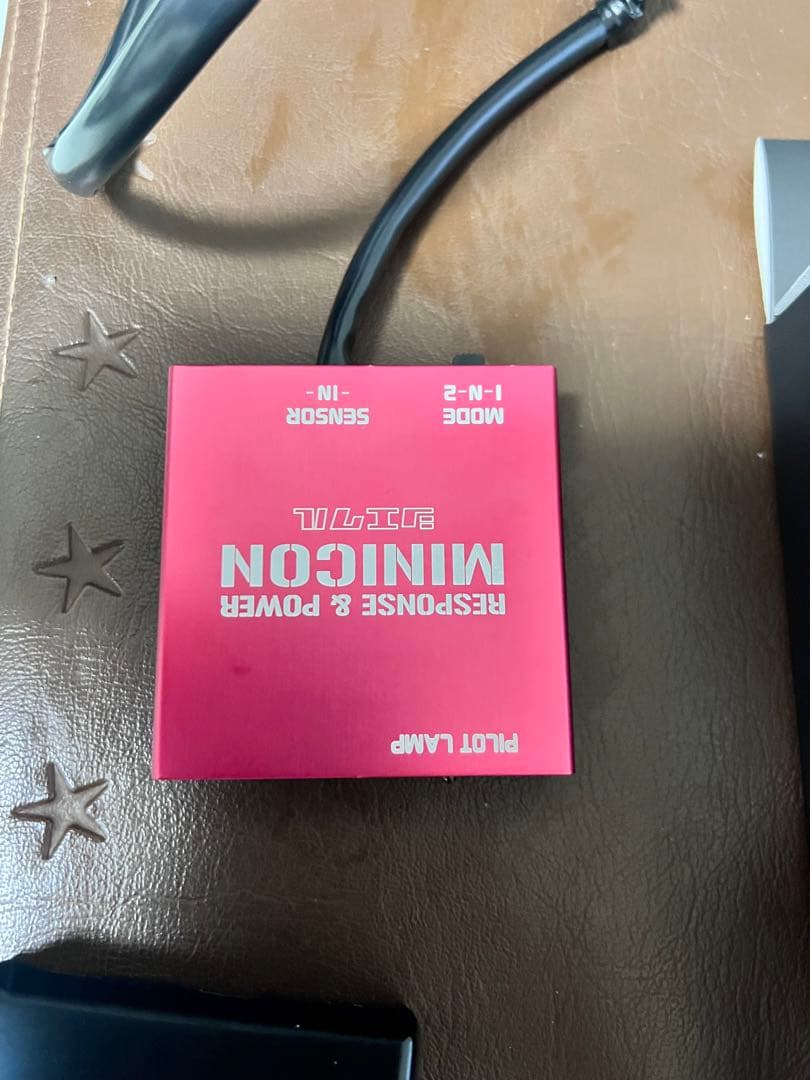 PILOT LAMP
RESPONSE & POWER
MINICON
シエクル
MODE
1-N-2
SENSOR
-IN-